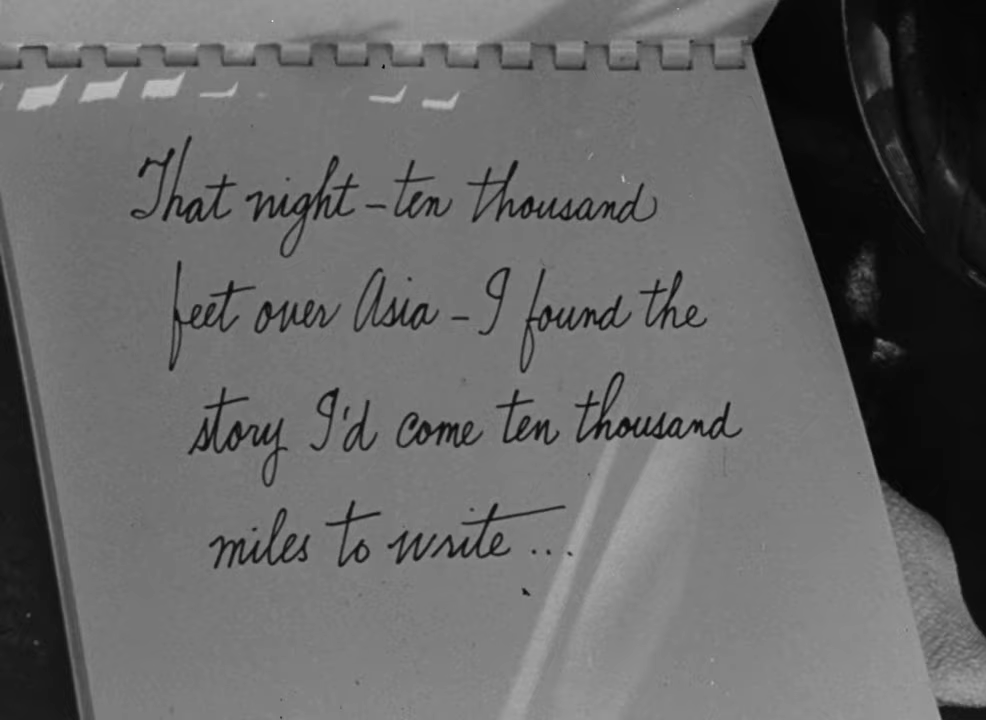 That night – ten thousand
feet over Asia – I found the
story I'd come ten thousand
miles to write ...